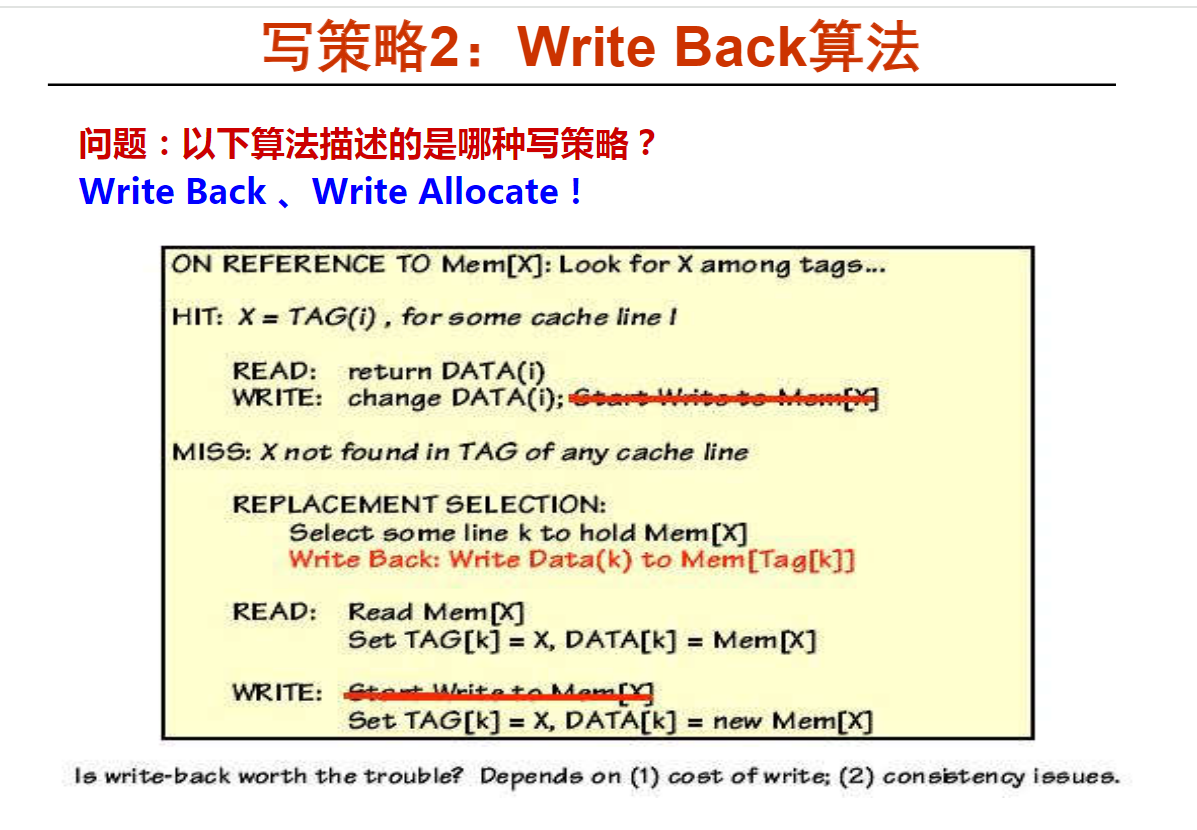 写策略2：Write Back算法
问题：以下算法描述的是哪种写策略？
Write Back 、Write Allocate！
ON REFERENCE TO Mem[X]: Look for X among tags...
HIT: X = TAG(i) , for some cache line I
READ: return DATA(i)
WRITE: change DATA(i); Start Write to Mem[X]
MISS: X not found in TAG of any cache line
REPLACEMENT SELECTION:
Select some line k to hold Mem[X]
Write Back: Write Data(k) to Mem[Tag[k]]
READ: Read Mem[X]
Set TAG[k] = X, DATA[k] = Mem[X]
WRITE: Start Write to Mem[X]
Set TAG[k] = X, DATA[k] = new Mem[X]
Is write-back worth the trouble? Depends on (1) cost of write; (2) consistency issues.